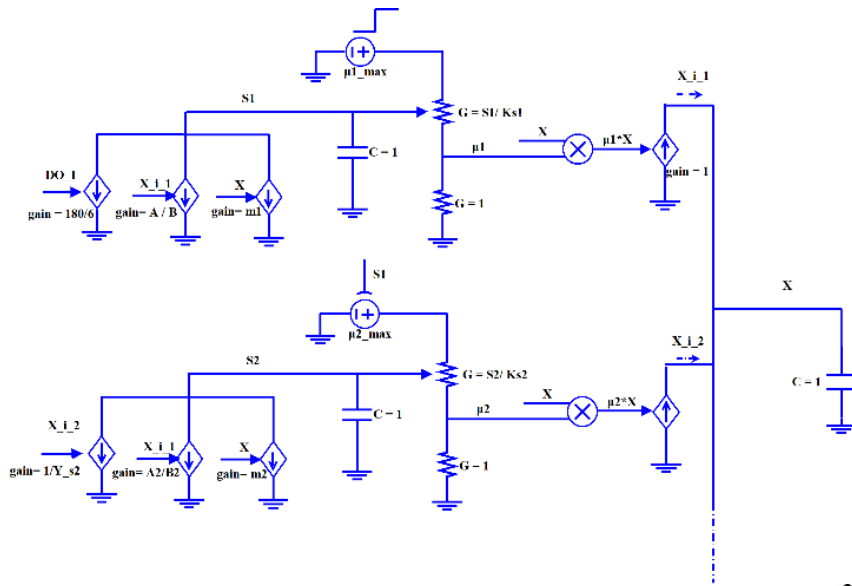 µ1_max
S1
G = S1/ Ks1
C = 1
X
µ1
µ1*X
X_i_1
gain = 1
G = 1
DO_I
X_i_1
X
gain = 180/6
gain= A / B
gain= m1
S1
µ2_max
X
S2
G = S2/ Ks2
C = 1
X_i_2
C = 1
X
µ2
µ2*X
G = 1
X_i_2
X_i_1
X
gain= 1/Y_s2
gain= A2/B2
gain= m2